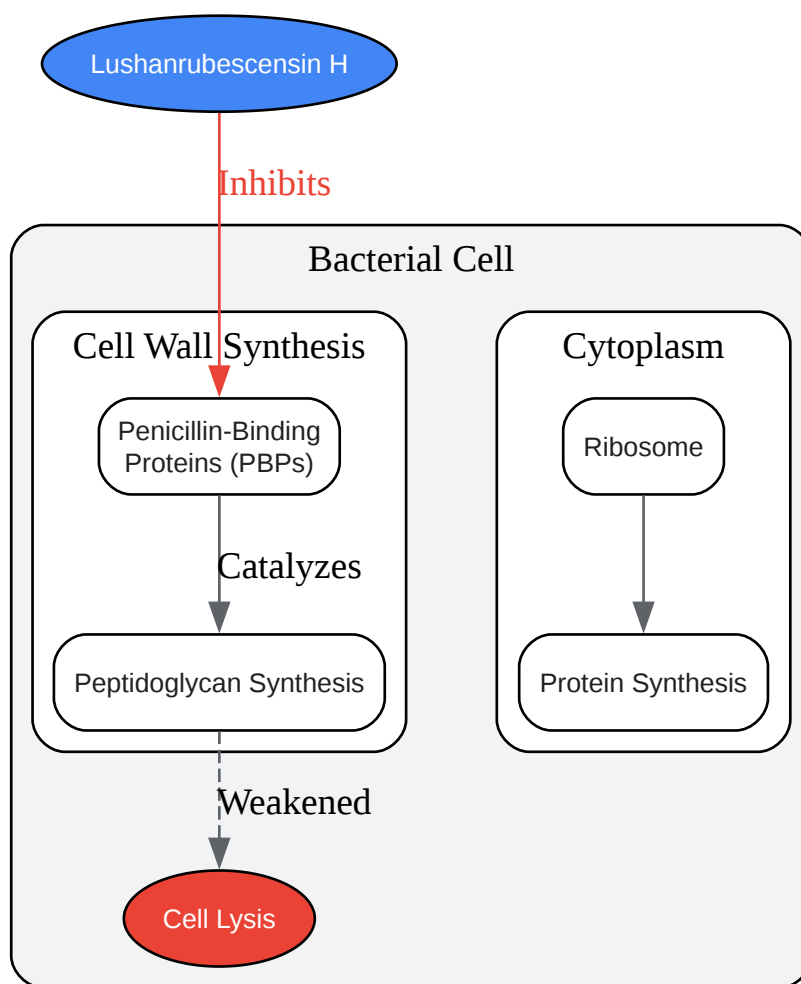 Lushanrubescensin H
Inhibits
Bacterial Cell
Cell Wall Synthesis
Cytoplasm
Penicillin-Binding
Proteins (PBPs)
Ribosome
Catalyzes
Peptidoglycan Synthesis
Protein Synthesis
Weakened
Cell Lysis